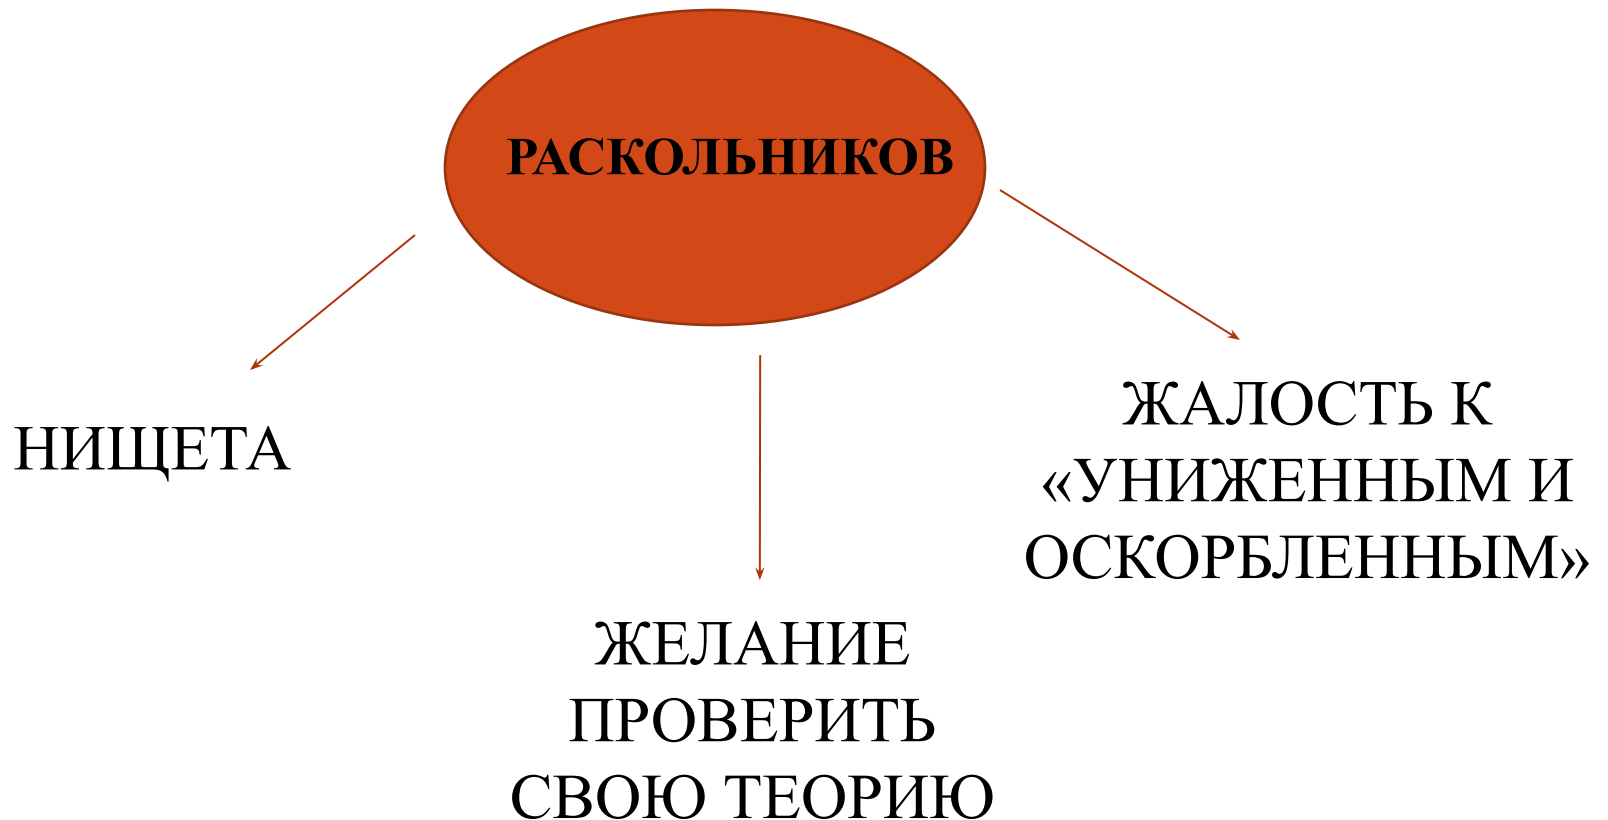 РАСКОЛЬНИКОВ
НИЩЕТА
ЖЕЛАНИЕ
ПРОВЕРИТЬ
СВОЮ ТЕОРИЮ
ЖАЛОСТЬ К
«УНИЖЕННЫМ И
ОСКОРБЛЕННЫМ»